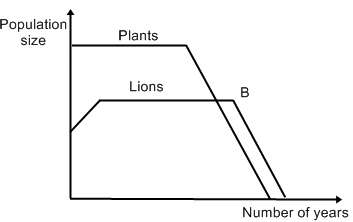 Population
size
Plants
Lions
B
Number of years